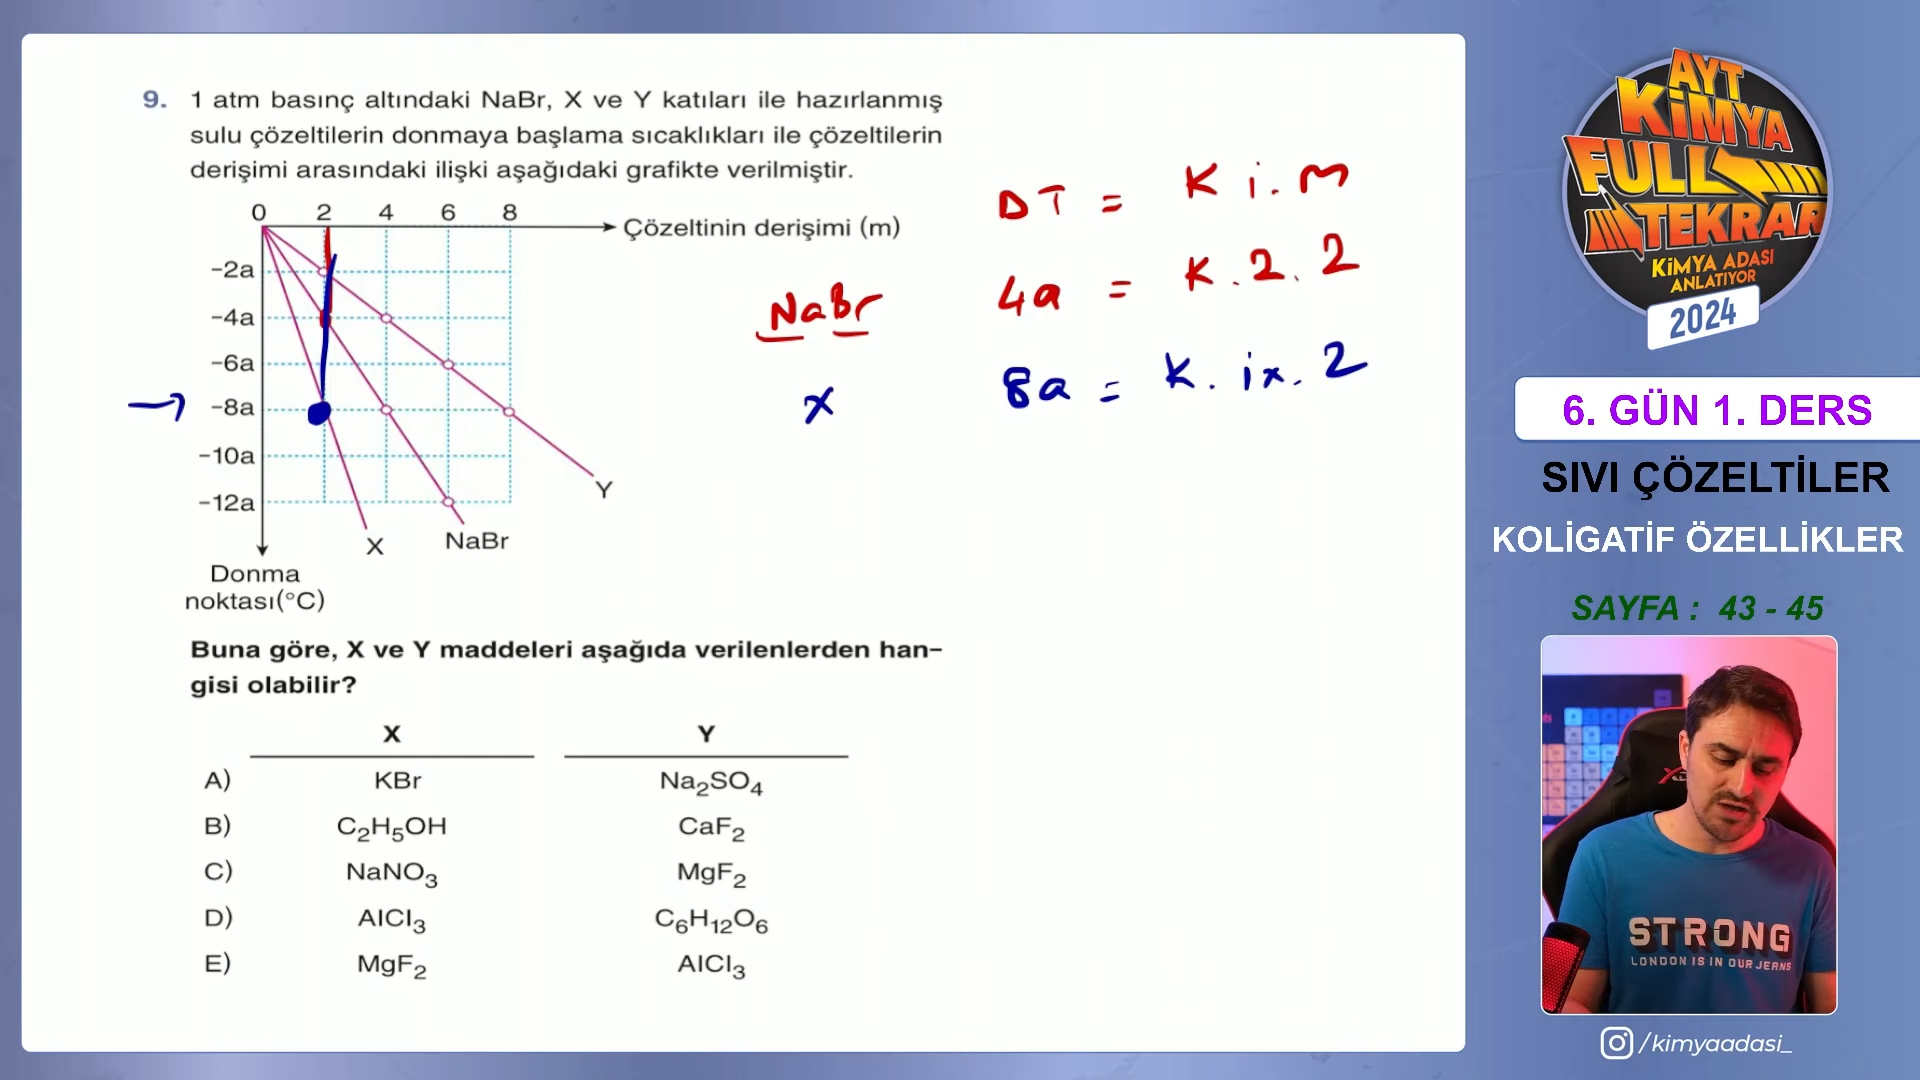 9. 1 atm basınç altındaki NaBr, X ve Y katıları ile hazırlanmış
sulu çözeltilerin donmaya başlama sıcaklıkları ile çözeltilerin
derişimi arasındaki ilişki aşağıdaki grafikte verilmiştir.
0 2 4 6 8
Çözeltinin derişimi (m)
-2a
-4a
-6a
-8a
-10a
-12a
X
NaBr
Y
Donma
noktası(°C)
ΔT = K i . m
NaBr 4a = K . 2 . 2
X 8a = K . ix . 2
Buna göre, X ve Y maddeleri aşağıda verilenlerden han-
gisi olabilir?
X Y
A) KBr Na₂SO₄
B) C₂H₅OH CaF₂
C) NaNO₃ MgF₂
D) AlCl₃ C₆H₁₂O₆
E) MgF₂ AlCl₃
AYT
KİMYA
FULL
TEKRAR
KİMYA ADASI
ANLATIYOR
2024
6. GÜN 1. DERS
SIVI ÇÖZELTİLER
KOLİGATİF ÖZELLİKLER
SAYFA : 43 - 45
STRONG
LONDON IS IN OUR JEANS
/kimyaadasi_